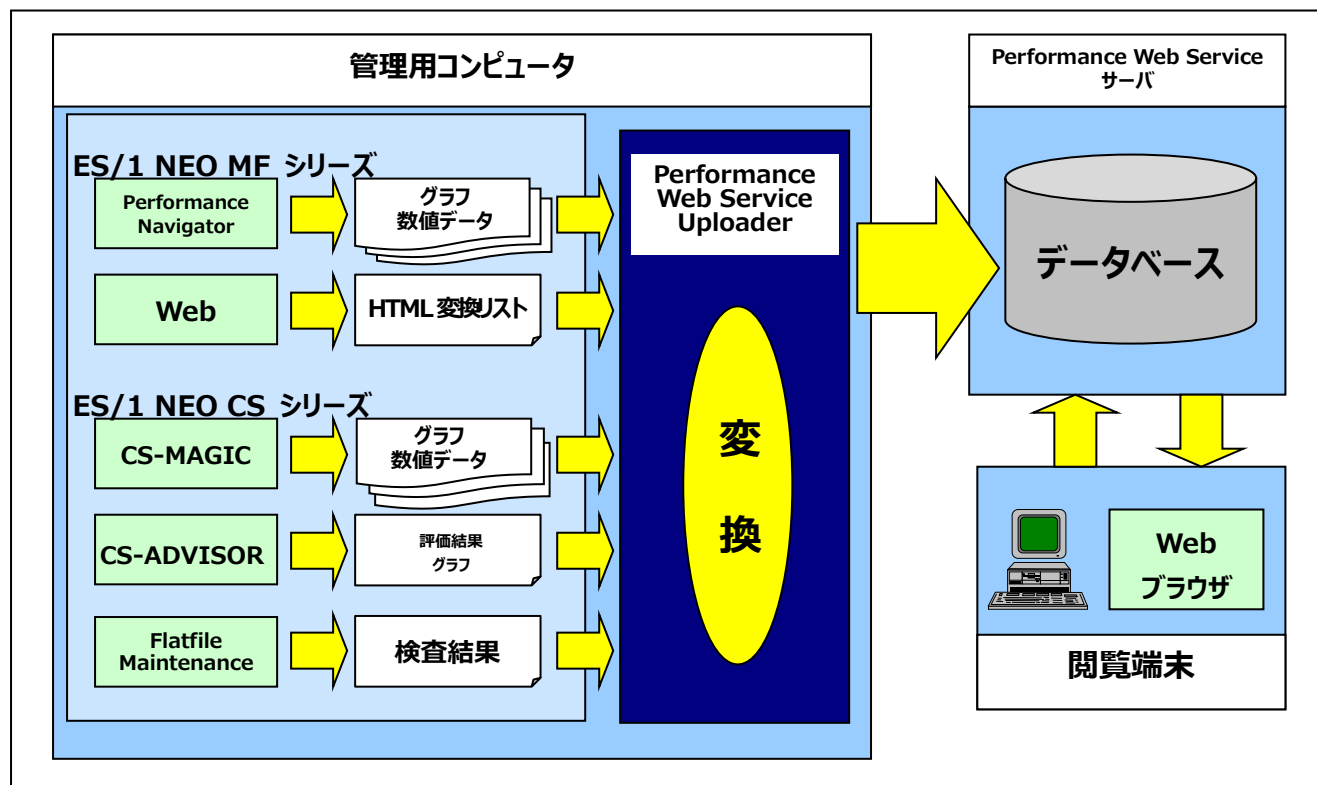 管理用コンピュータ
ES/1 NEO MF シリーズ
Performance
Navigator
グラフ
数値データ
Web
HTML変換リスト
ES/1 NEO CS シリーズ
CS-MAGIC
グラフ
数値データ
CS-ADVISOR
評価結果
グラフ
Flatfile
Maintenance
検査結果
Performance
Web Service
Uploader
変
換
Performance Web Service
サーバ
データベース
Web
ブラウザ
閲覧端末